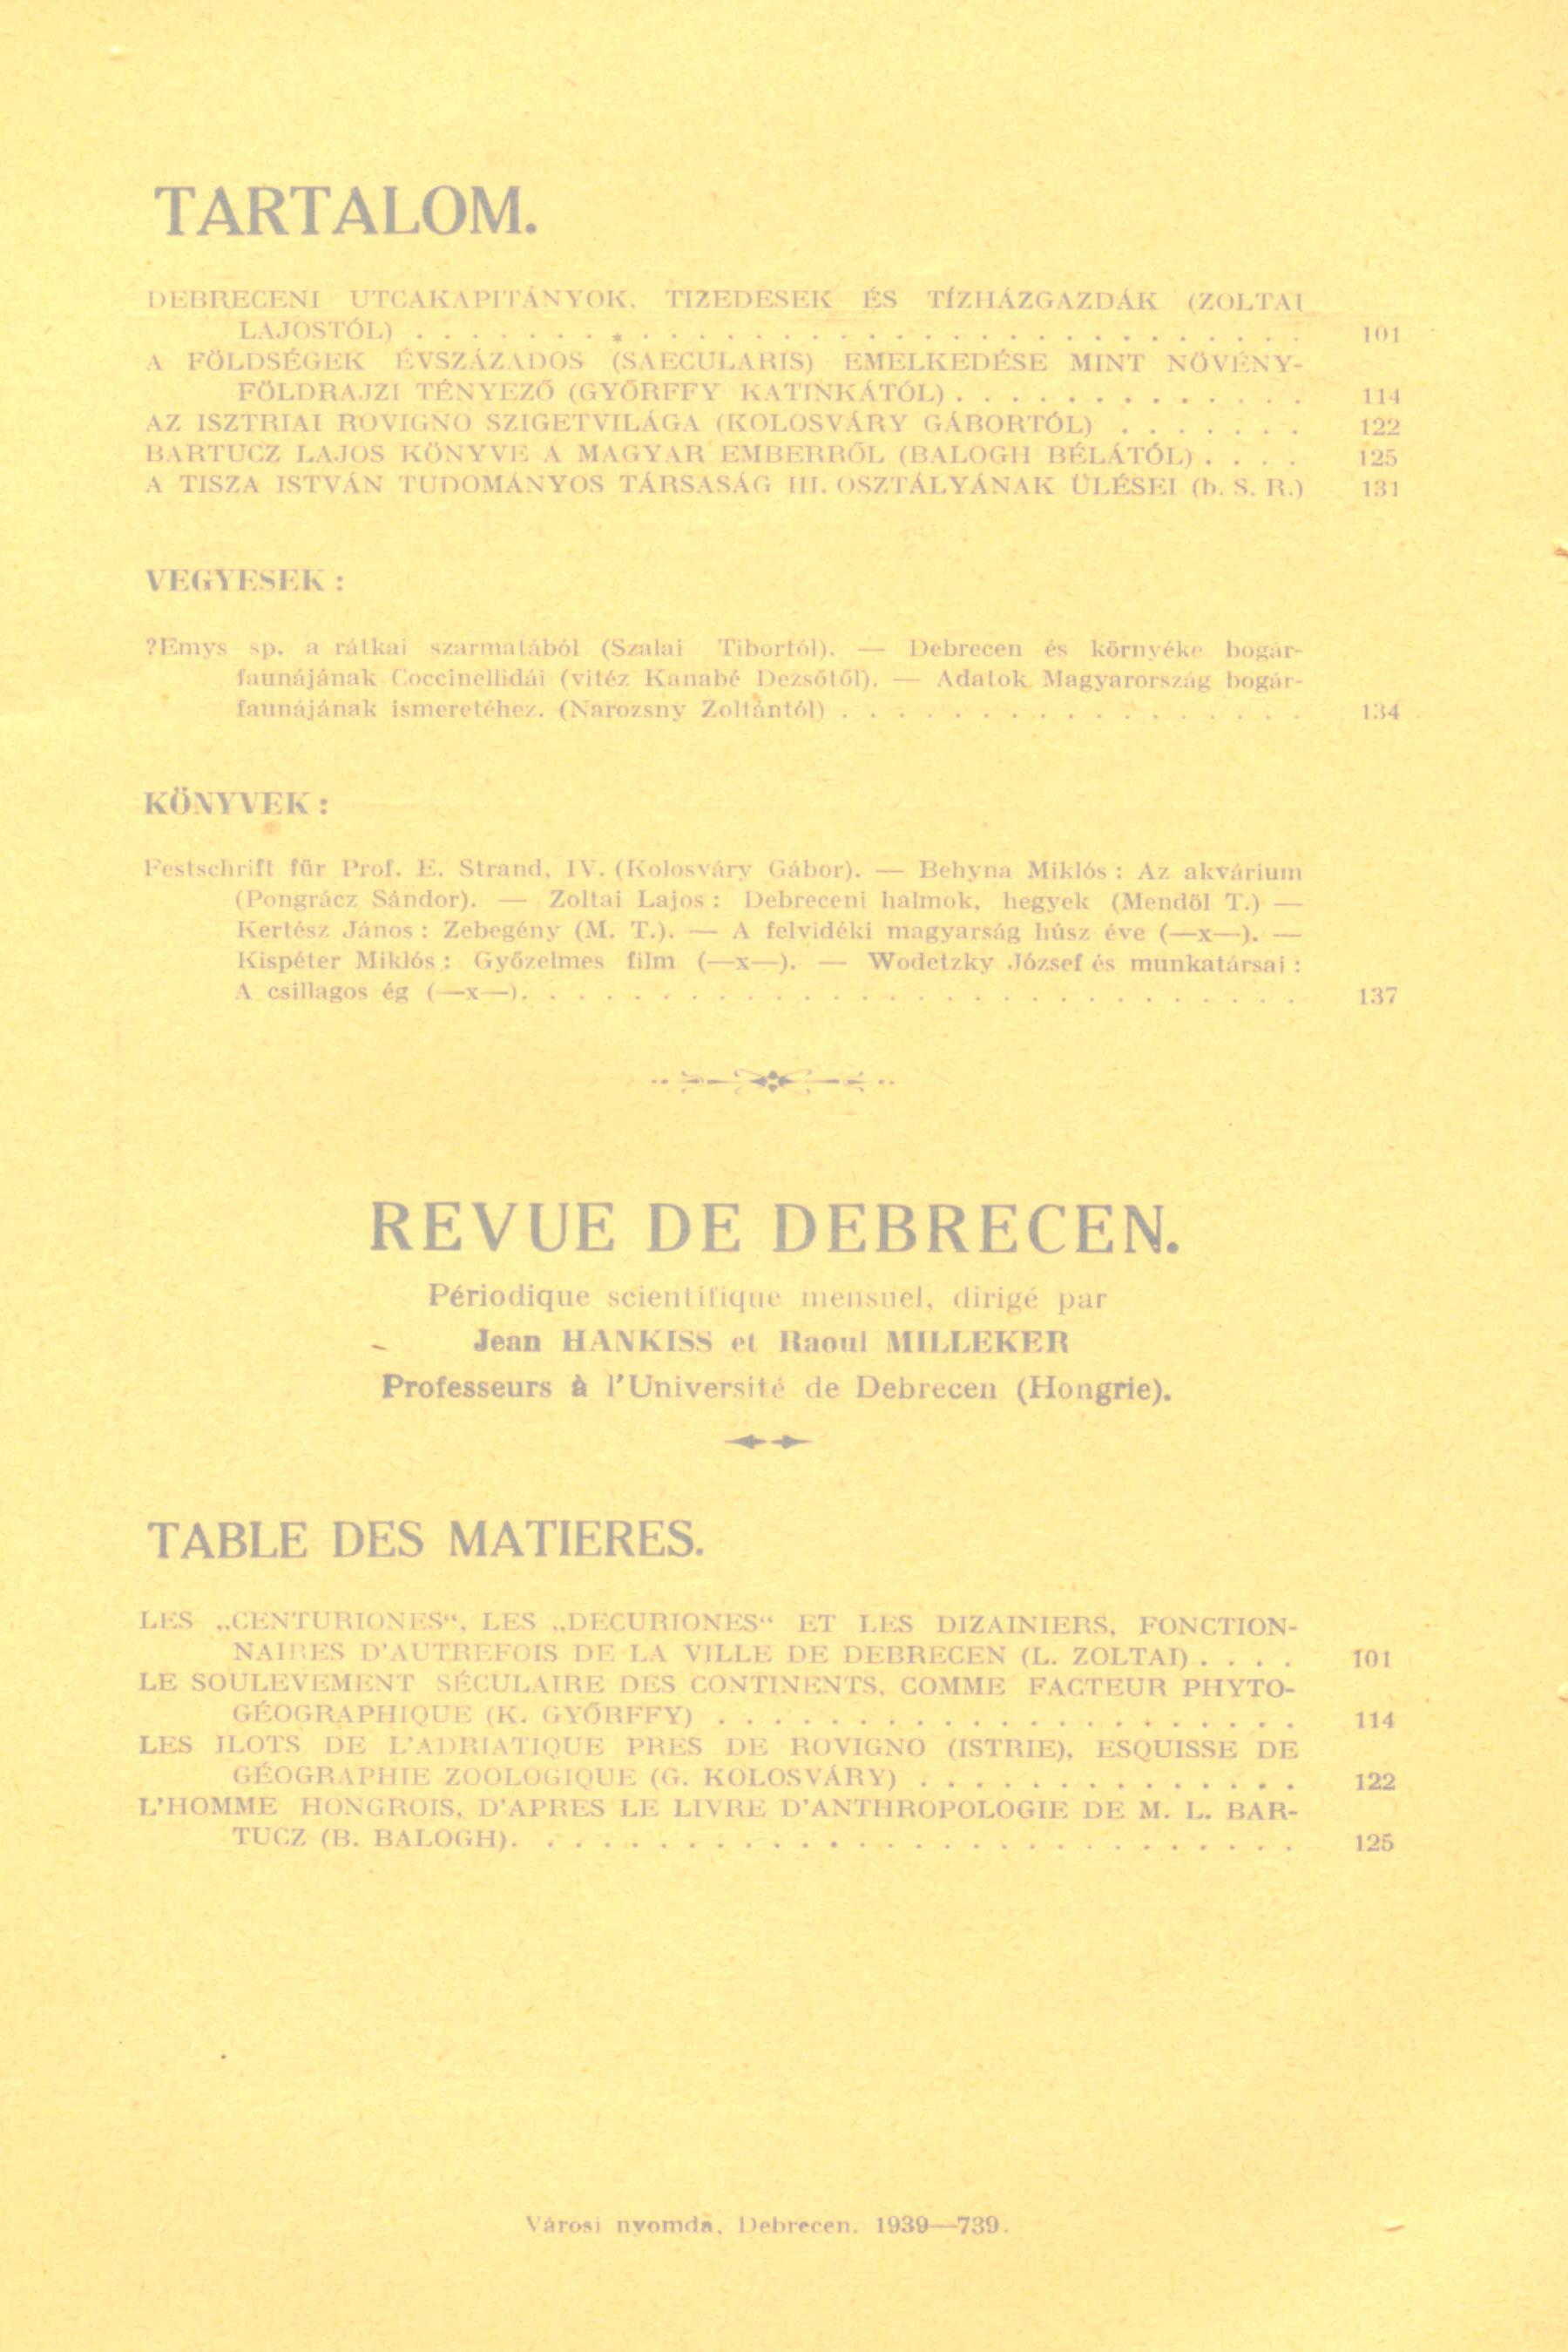 TARTALOM.
DEBRECENI UTCAKAPITÁNYOK, TIZEDESEK ÉS TÍZHÁZGAZDÁK (ZOLTAI
LAJOSTÓL) . . . . . . . . . . . . . . . . . . . . . . . . . . . . . . . 101
A FÖLDSÉGEK ÉVSZÁZADOS (SAECULARIS) EMELKEDÉSE MINT NÖVÉNY-
FÖLDRAJZI TÉNYEZŐ (GYŐRFFY KATINKÁTÓL) . . . . . . . . . . . . . 114
AZ ISZTRIAI ROVIGNO SZIGETVILÁGA (KOLOSVÁRY GÁBORTÓL) . . . . . . . 122
BARTUCZ LAJOS KÖNYVE A MAGYAR EMBERRŐL (BALOGH BÉLÁTÓL) . . . . 125
A TISZA ISTVÁN TUDOMÁNYOS TÁRSASÁG III. OSZTÁLYÁNAK ÜLÉSEI (b. S. R.) 131
VEGYESEK :
?Emys sp. a rátkai szarmatából (Szalai Tibortól). — Debrecen és környéke bogár-
faunájának Coccinellidái (vitéz Kanabé Dezsőtől). — Adatok Magyarország bogár-
faunájának ismeretéhez. (Narozsny Zoltántól) . . . . . . . . . . . . . . . . . 134
KÖNYVEK :
Festschrift für Prof. E. Strand, IV. (Kolosváry Gábor). — Behyna Miklós : Az akvárium
(Pongrácz Sándor). — Zoltai Lajos : Debreceni halmok, hegyek (Mendöl T.) —
Kertész János : Zebegény (M. T.). — A felvidéki magyarság húsz éve (—x—). —
Kispéter Miklós : Győzelmes film (—x—). — Wodetzky József és munkatársai :
A csillagos ég (—x—). . . . . . . . . . . . . . . . . . . . . . . . . . . . 137
REVUE DE DEBRECEN.
Périodique scientifique mensuel, dirigé par
Jean HANKISS et Raoul MILLEKER
Professeurs à l'Université de Debrecen (Hongrie).
TABLE DES MATIERES.
LES „CENTURIONES“, LES „DECURIONES“ ET LES DIZAINIERS, FONCTION-
NAIRES D'AUTREFOIS DE LA VILLE DE DEBRECEN (L. ZOLTAI) . . . . 101
LE SOULEVEMENT SÉCULAIRE DES CONTINENTS, COMME FACTEUR PHYTO-
GÉOGRAPHIQUE (K. GYŐRFFY) . . . . . . . . . . . . . . . . . . . . . 114
LES ILOTS DE L'ADRIATIQUE PRES DE ROVIGNO (ISTRIE), ESQUISSE DE
GÉOGRAPHIE ZOOLOGIQUE (G. KOLOSVÁRY) . . . . . . . . . . . . . . 122
L'HOMME HONGROIS, D'APRES LE LIVRE D'ANTHROPOLOGIE DE M. L. BAR-
TUCZ (B. BALOGH). . . . . . . . . . . . . . . . . . . . . . . . . . . . 125
Városi nyomda, Debrecen. 1939—739.